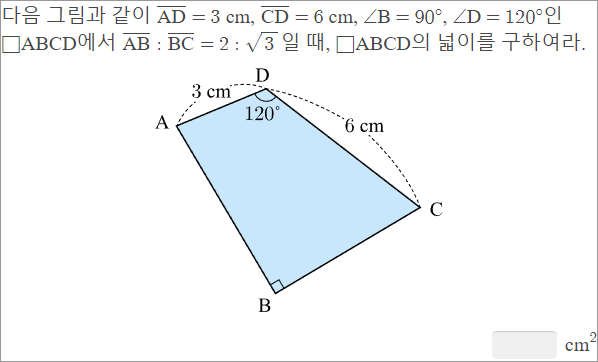 다음 그림과 같이 AD = 3 cm, CD = 6 cm, ∠B = 90°, ∠D = 120°인
□ABCD에서 AB : BC = 2 : √3 일 때, □ABCD의 넓이를 구하여라.
D
3 cm
A
120°
6 cm
C
B
cm²